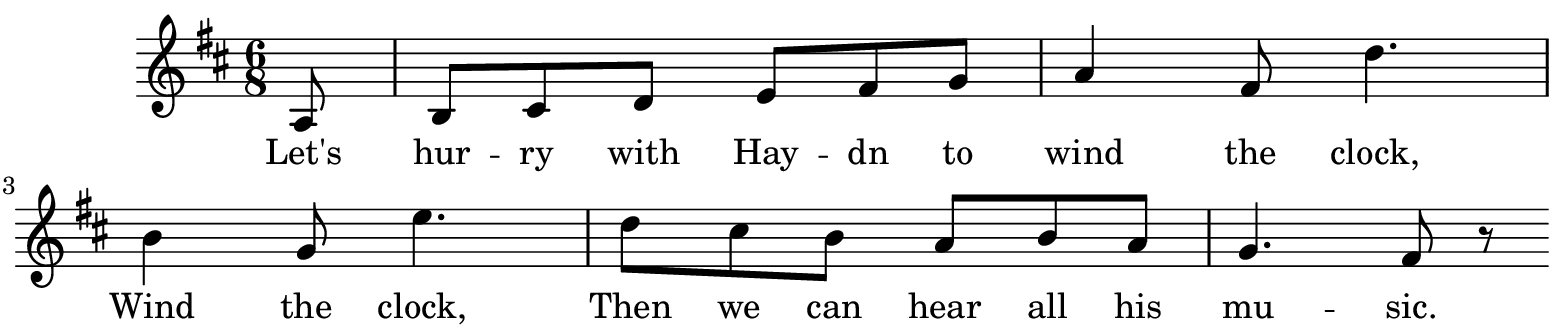 6
8
Let's hur - ry with Hay - dn to wind the clock,
3
Wind the clock, Then we can hear all his mu - sic.